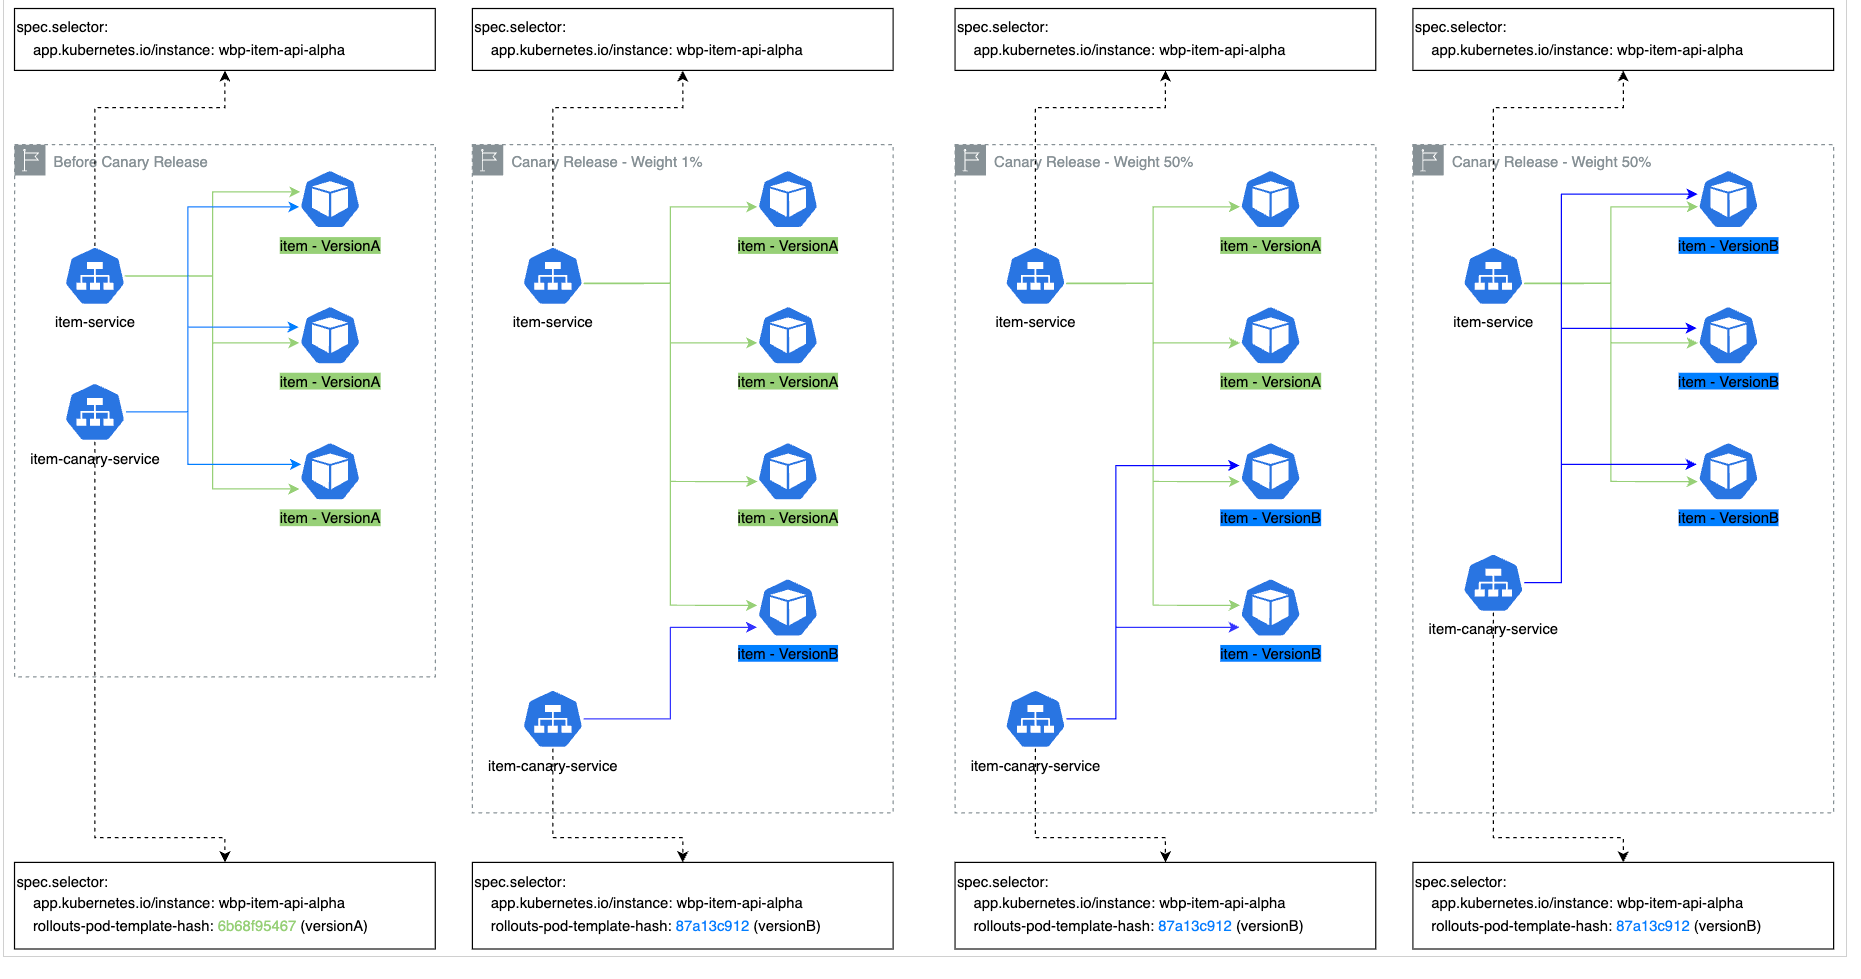 spec.selector:
app.kubernetes.io/instance: wbp-item-api-alpha
Before Canary Release
item - VersionA
item-service
item - VersionA
item-canary-service
item - VersionA
spec.selector:
app.kubernetes.io/instance: wbp-item-api-alpha
rollouts-pod-template-hash: 6b68f95467 (versionA)
spec.selector:
app.kubernetes.io/instance: wbp-item-api-alpha
Canary Release - Weight 1%
item - VersionA
item-service
item - VersionA
item - VersionA
item - VersionB
item-canary-service
spec.selector:
app.kubernetes.io/instance: wbp-item-api-alpha
rollouts-pod-template-hash: 87a13c912 (versionB)
spec.selector:
app.kubernetes.io/instance: wbp-item-api-alpha
Canary Release - Weight 50%
item - VersionA
item-service
item - VersionA
item - VersionB
item - VersionB
item-canary-service
spec.selector:
app.kubernetes.io/instance: wbp-item-api-alpha
rollouts-pod-template-hash: 87a13c912 (versionB)
spec.selector:
app.kubernetes.io/instance: wbp-item-api-alpha
Canary Release - Weight 50%
item - VersionB
item-service
item - VersionB
item - VersionB
item-canary-service
spec.selector:
app.kubernetes.io/instance: wbp-item-api-alpha
rollouts-pod-template-hash: 87a13c912 (versionB)